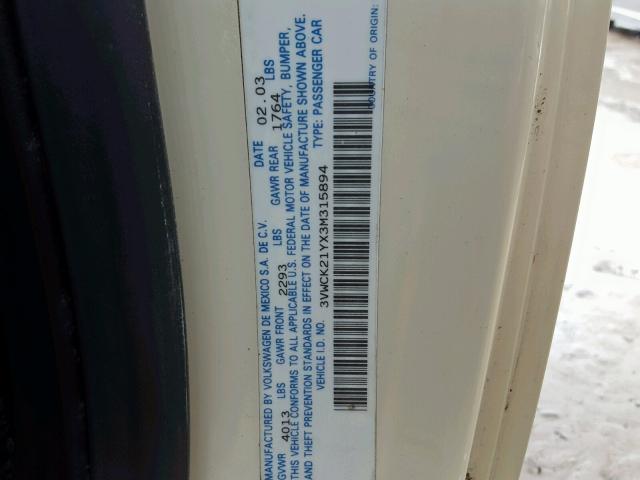 MANUFACTURED BY VOLKSWAGEN DE MEXICO S.A. DE C.V. DATE 02.03
GVWR 4013 LBS GAWR FRONT 2293 LBS GAWR REAR 1764 LBS
THIS VEHICLE CONFORMS TO ALL APPLICABLE U.S. FEDERAL MOTOR VEHICLE SAFETY, BUMPER,
AND THEFT PREVENTION STANDARDS IN EFFECT ON THE DATE OF MANUFACTURE SHOWN ABOVE.
VEHICLE I.D. NO. 3VWCK21YX3M315894 TYPE: PASSENGER CAR
COUNTRY OF ORIGIN: